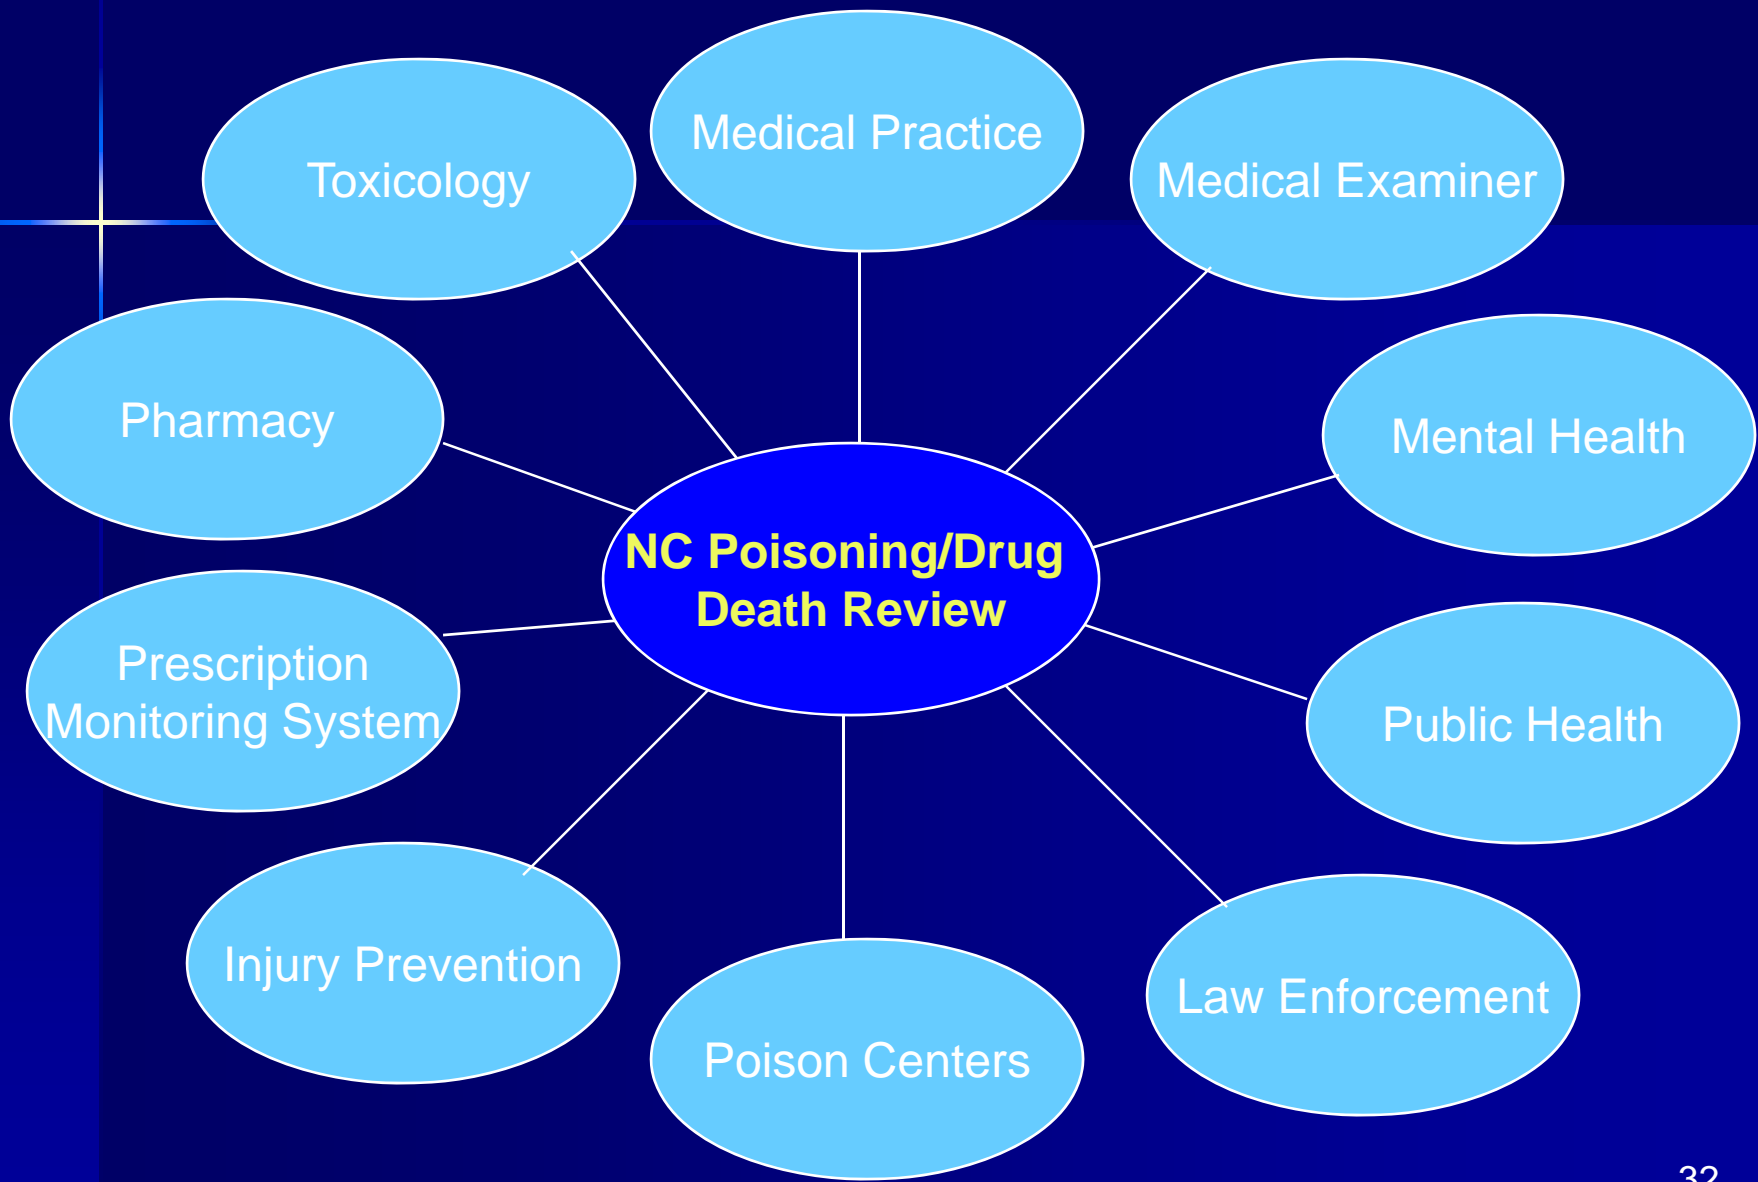 Medical Practice
Toxicology
Medical Examiner
Pharmacy
Mental Health
NC Poisoning/Drug
Death Review
Prescription
Monitoring System
Public Health
Injury Prevention
Law Enforcement
Poison Centers
32